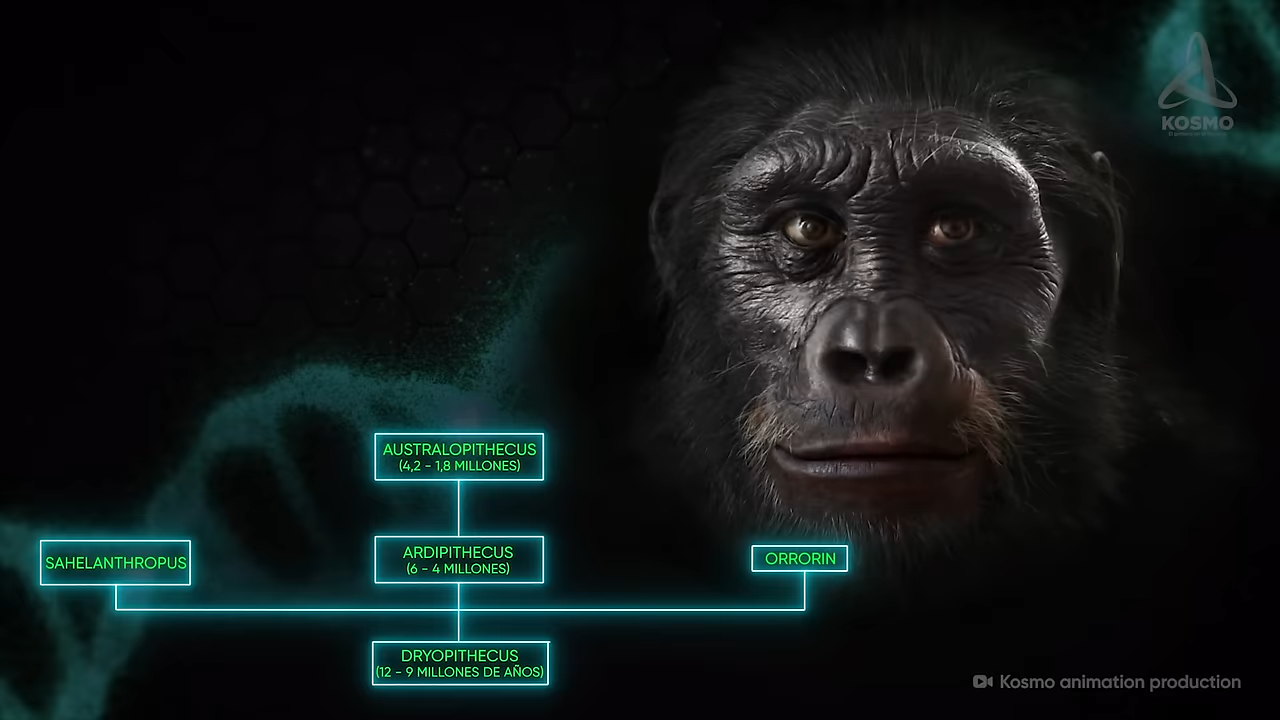 KOSMO
AUSTRALOPITHECUS
(4,2 - 1,8 MILLONES)
SAHELANTHROPUS
ARDIPITHECUS
(6 - 4 MILLONES)
ORRORIN
DRYOPITHECUS
(12 - 9 MILLONES DE AÑOS)
Kosmo animation production